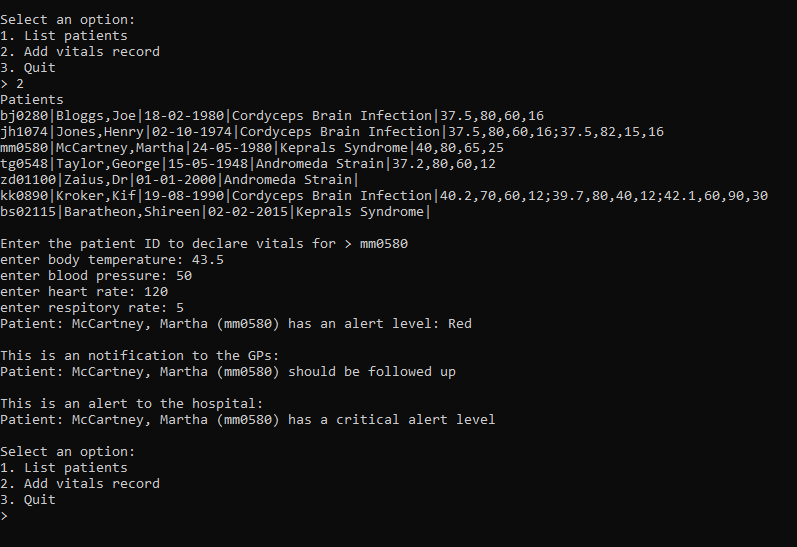 Select an option:
1. List patients
2. Add vitals record
3. Quit
> 2
Patients
bj0280|Bloggs,Joe|18-02-1980|Cordyceps Brain Infection|37.5,80,60,16
jh1074|Jones,Henry|02-10-1974|Cordyceps Brain Infection|37.5,80,60,16;37.5,82,15,16
mm0580|McCartney,Martha|24-05-1980|Keprals Syndrome|40,80,65,25
tg0548|Taylor,George|15-05-1948|Andromeda Strain|37.2,80,60,12
zd01100|Zaius,Dr|01-01-2000|Andromeda Strain|
kk0890|Kroker,Kif|19-08-1990|Cordyceps Brain Infection|40.2,70,60,12;39.7,80,40,12;42.1,60,90,30
bs02115|Baratheon,Shireen|02-02-2015|Keprals Syndrome|
Enter the patient ID to declare vitals for > mm0580
enter body temperature: 43.5
enter blood pressure: 50
enter heart rate: 120
enter respitory rate: 5
Patient: McCartney, Martha (mm0580) has an alert level: Red
This is an notification to the GPs:
Patient: McCartney, Martha (mm0580) should be followed up
This is an alert to the hospital:
Patient: McCartney, Martha (mm0580) has a critical alert level
Select an option:
1. List patients
2. Add vitals record
3. Quit
>